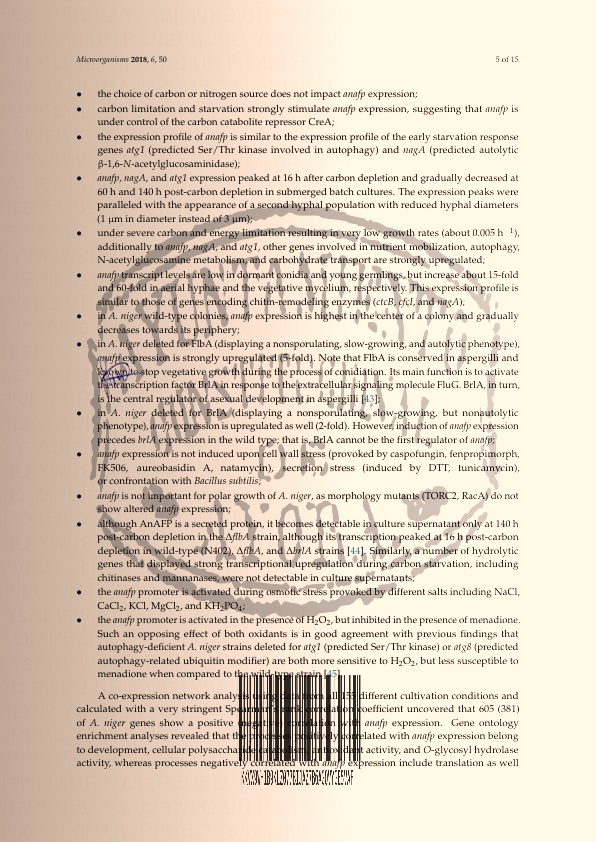 Microorganisms 2018, 6, 50
5 of 15
• the choice of carbon or nitrogen source does not impact anafp expression;
• carbon limitation and starvation strongly stimulate anafp expression, suggesting that anafp is
under control of the carbon catabolite repressor CreA;
• the expression profile of anafp is similar to the expression profile of the early starvation response
genes atg1 (predicted Ser/Thr kinase involved in autophagy) and nagA (predicted autolytic
β-1,6-N-acetylglucosaminidase);
• anafp, nagA, and atg1 expression peaked at 16 h after carbon depletion and gradually decreased at
60 h and 140 h post-carbon depletion in submerged batch cultures. The expression peaks were
paralleled with the appearance of a second hyphal population with reduced hyphal diameters
(1 µm in diameter instead of 3 µm);
• under severe carbon and energy limitation resulting in very low growth rates (about 0.005 h⁻¹),
additionally to anafp, nagA, and atg1, other genes involved in nutrient mobilization, autophagy,
N-acetylglucosamine metabolism, and carbohydrate transport are strongly upregulated;
• anafp transcript levels are low in dormant conidia and young germlings, but increase about 15-fold
and 60-fold in aerial hyphae and the vegetative mycelium, respectively. This expression profile is
similar to those of genes encoding chitin-remodeling enzymes (ctcB, cfcI, and nagA);
• in A. niger wild-type colonies, anafp expression is highest in the center of a colony and gradually
decreases towards its periphery;
• in A. niger deleted for FlbA (displaying a nonsporulating, slow-growing, and autolytic phenotype),
anafp expression is strongly upregulated (5-fold). Note that FlbA is conserved in aspergilli and
known to stop vegetative growth during the process of conidiation. Its main function is to activate
the transcription factor BrlA in response to the extracellular signaling molecule FluG. BrlA, in turn,
is the central regulator of asexual development in aspergilli [43];
• in A. niger deleted for BrlA (displaying a nonsporulating, slow-growing, but nonautolytic
phenotype), anafp expression is upregulated as well (2-fold). However, induction of anafp expression
precedes brlA expression in the wild type; that is, BrlA cannot be the first regulator of anafp;
• anafp expression is not induced upon cell wall stress (provoked by caspofungin, fenpropimorph,
FK506, aureobasidin A, natamycin), secretion stress (induced by DTT, tunicamycin),
or confrontation with Bacillus subtilis;
• anafp is not important for polar growth of A. niger, as morphology mutants (TORC2, RacA) do not
show altered anafp expression;
• although AnAFP is a secreted protein, it becomes detectable in culture supernatant only at 140 h
post-carbon depletion in the ΔflbA strain, although its transcription peaked at 16 h post-carbon
depletion in wild-type (N402), ΔflbA, and ΔbrlA strains [44]. Similarly, a number of hydrolytic
genes that displayed strong transcriptional upregulation during carbon starvation, including
chitinases and mannanases, were not detectable in culture supernatants;
• the anafp promoter is activated during osmotic stress provoked by different salts including NaCl,
CaCl₂, KCl, MgCl₂, and KH₂PO₄;
• the anafp promoter is activated in the presence of H₂O₂, but inhibited in the presence of menadione.
Such an opposing effect of both oxidants is in good agreement with previous findings that
autophagy-deficient A. niger strains deleted for atg1 (predicted Ser/Thr kinase) or atg8 (predicted
autophagy-related ubiquitin modifier) are both more sensitive to H₂O₂, but less susceptible to
menadione when compared to the wild-type strain [45].
A co-expression network analysis using data from all 155 different cultivation conditions and
calculated with a very stringent Spearman's rank correlation coefficient uncovered that 605 (381)
of A. niger genes show a positive (negative) correlation with anafp expression. Gene ontology
enrichment analyses revealed that the processes positively correlated with anafp expression belong
to development, cellular polysaccharide catabolism, antioxidant activity, and O-glycosyl hydrolase
activity, whereas processes negatively correlated with anafp expression include translation as well